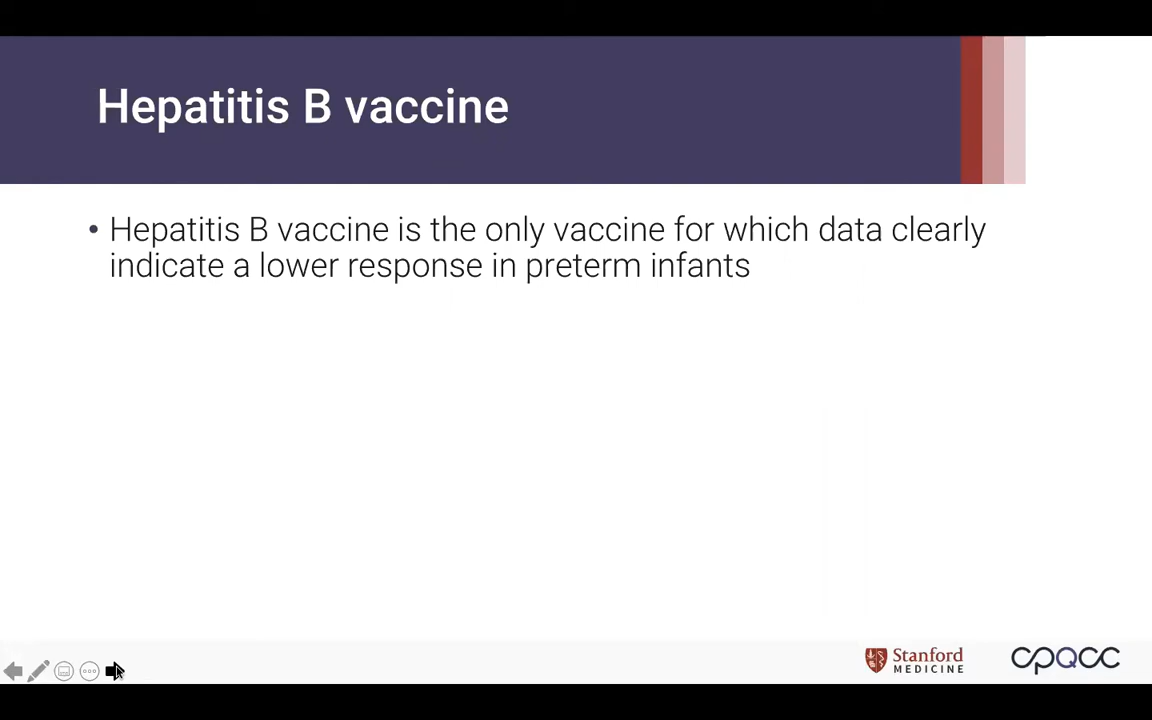 Hepatitis B vaccine
• Hepatitis B vaccine is the only vaccine for which data clearly
indicate a lower response in preterm infants
Stanford
MEDICINE
cpqcc